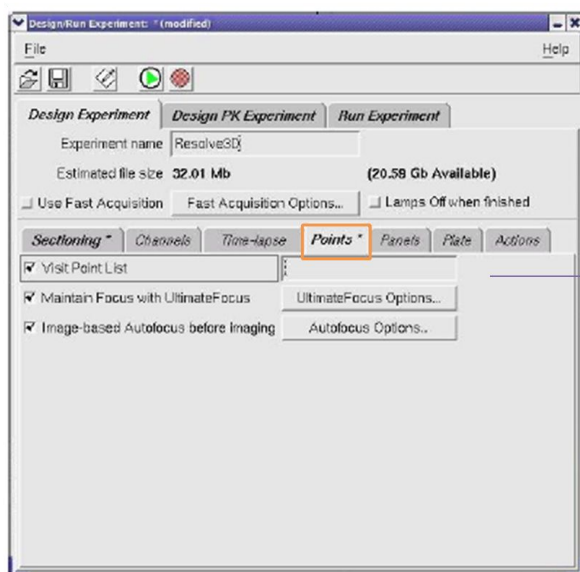 Design/Run Experiment: * (modified)
File Help
Design Experiment Design PK Experiment Run Experiment
Experiment name Resolve3D
Estimated file size 32.01 Mb (20.59 Gb Available)
Use Fast Acquisition Fast Acquisition Options... Lamps Off when finished
Sectioning * Channels Time-lapse Points * Panels Plate Actions
Visit Point List
Maintain Focus with UltimateFocus UltimateFocus Options...
Image-based Autofocus before imaging Autofocus Options..